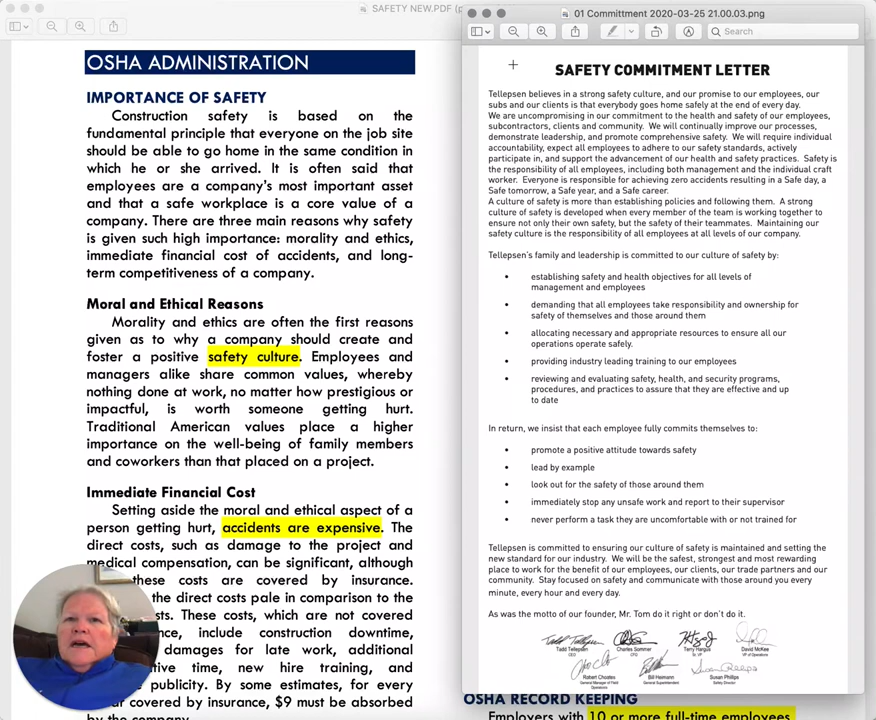 SAFETY NEW.PDF (p
01 Committment 2020-03-25 21.00.03.png
Search
OSHA ADMINISTRATION
IMPORTANCE OF SAFETY
Construction safety is based on the
fundamental principle that everyone on the job site
should be able to go home in the same condition in
which he or she arrived. It is often said that
employees are a company's most important asset
and that a safe workplace is a core value of a
company. There are three main reasons why safety
is given such high importance: morality and ethics,
immediate financial cost of accidents, and long-
term competitiveness of a company.
Moral and Ethical Reasons
Morality and ethics are often the first reasons
given as to why a company should create and
foster a positive safety culture. Employees and
managers alike share common values, whereby
nothing done at work, no matter how prestigious or
impactful, is worth someone getting hurt.
Traditional American values place a higher
importance on the well-being of family members
and coworkers than that placed on a project.
Immediate Financial Cost
Setting aside the moral and ethical aspect of a
person getting hurt, accidents are expensive. The
direct costs, such as damage to the project and
medical compensation, can be significant, although
these costs are covered by insurance.
the direct costs pale in comparison to the
sts. These costs, which are not covered
nce, include construction downtime,
damages for late work, additional
tive time, new hire training, and
publicity. By some estimates, for every
covered by insurance, $9 must be absorbed
by the company.
SAFETY COMMITMENT LETTER
Tellepsen believes in a strong safety culture, and our promise to our employees, our
subs and our clients is that everybody goes home safely at the end of every day.
We are uncompromising in our commitment to the health and safety of our employees,
subcontractors, clients and community. We will continually improve our processes,
demonstrate leadership, and promote comprehensive safety. We will require individual
accountability, expect all employees to adhere to our safety standards, actively
participate in, and support the advancement of our health and safety practices. Safety is
the responsibility of all employees, including both management and the individual craft
worker. Everyone is responsible for achieving zero accidents resulting in a Safe day, a
Safe tomorrow, a Safe year, and a Safe career.
A culture of safety is more than establishing policies and following them. A strong
culture of safety is developed when every member of the team is working together to
ensure not only their own safety, but the safety of their teammates. Maintaining our
safety culture is the responsibility of all employees at all levels of our company.
Tellepsen's family and leadership is committed to our culture of safety by:
• establishing safety and health objectives for all levels of
management and employees
• demanding that all employees take responsibility and ownership for
safety of themselves and those around them
• allocating necessary and appropriate resources to ensure all our
operations operate safely.
• providing industry leading training to our employees
• reviewing and evaluating safety, health, and security programs,
procedures, and practices to assure that they are effective and up
to date
In return, we insist that each employee fully commits themselves to:
• promote a positive attitude towards safety
• lead by example
• look out for the safety of those around them
• immediately stop any unsafe work and report to their supervisor
• never perform a task they are uncomfortable with or not trained for
Tellepsen is committed to ensuring our culture of safety is maintained and setting the
new standard for our industry. We will be the safest, strongest and most rewarding
place to work for the benefit of our employees, our clients, our trade partners and our
community. Stay focused on safety and communicate with those around you every
minute, every hour and every day.
As was the motto of our founder, Mr. Tom do it right or don't do it.
Todd Tellepsen Charles Sommer Terry Hargus David McKee
CEO CFO Sr. VP VP of Operations
Robert Choates Bill Heimann Susan Phillips
General Manager of Field General Superintendent Safety Director
Operations
OSHA RECORD KEEPING
Employers with 10 or more full-time employees